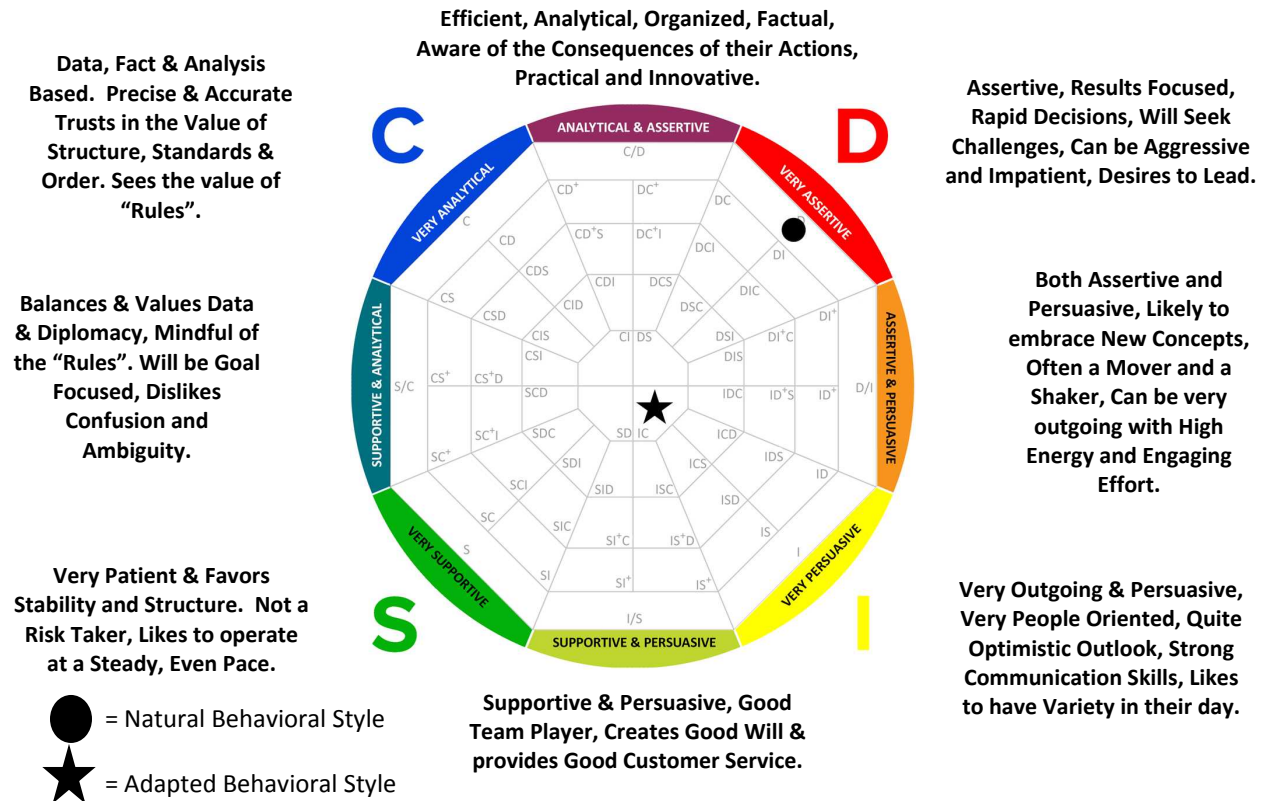 Efficient, Analytical, Organized, Factual,
Aware of the Consequences of their Actions,
Practical and Innovative.
Data, Fact & Analysis
Based.  Precise & Accurate
Trusts in the Value of
Structure, Standards &
Order. Sees the value of
“Rules”.
Assertive, Results Focused,
Rapid Decisions, Will Seek
Challenges, Can be Aggressive
and Impatient, Desires to Lead.
C
D
ANALYTICAL & ASSERTIVE
VERY ANALYTICAL
VERY ASSERTIVE
C/D
CD+
DC+
DC
C
CD
CD+S
DC+I
DCI
DI
CDS
CDI
DCS
DIC
CS
CID
DSC
DI+
CSD
CIS
CI
DS
DSI
DI+C
CSI
DIS
Balances & Values Data
& Diplomacy, Mindful of
the “Rules”. Will be Goal
Focused, Dislikes
Confusion and
Ambiguity.
SUPPORTIVE & ANALYTICAL
S/C
CS+
CS+D
SCD
IDC
ID+S
ID+
D/I
ASSERTIVE & PERSUASIVE
Both Assertive and
Persuasive, Likely to
embrace New Concepts,
Often a Mover and a
Shaker, Can be very
outgoing with High
Energy and Engaging
Effort.
SC+I
SDC
SD
IC
ICD
SC+
SDI
ICS
IDS
ID
SCI
SID
ISC
ISD
SC
SIC
IS
S
SI+C
IS+D
I
SI
SI+
IS+
I/S
VERY SUPPORTIVE
VERY PERSUASIVE
SUPPORTIVE & PERSUASIVE
S
I
Very Patient & Favors
Stability and Structure.  Not a
Risk Taker, Likes to operate
at a Steady, Even Pace.
Very Outgoing & Persuasive,
Very People Oriented, Quite
Optimistic Outlook, Strong
Communication Skills, Likes
to have Variety in their day.
Supportive & Persuasive, Good
Team Player, Creates Good Will &
provides Good Customer Service.
= Natural Behavioral Style
= Adapted Behavioral Style